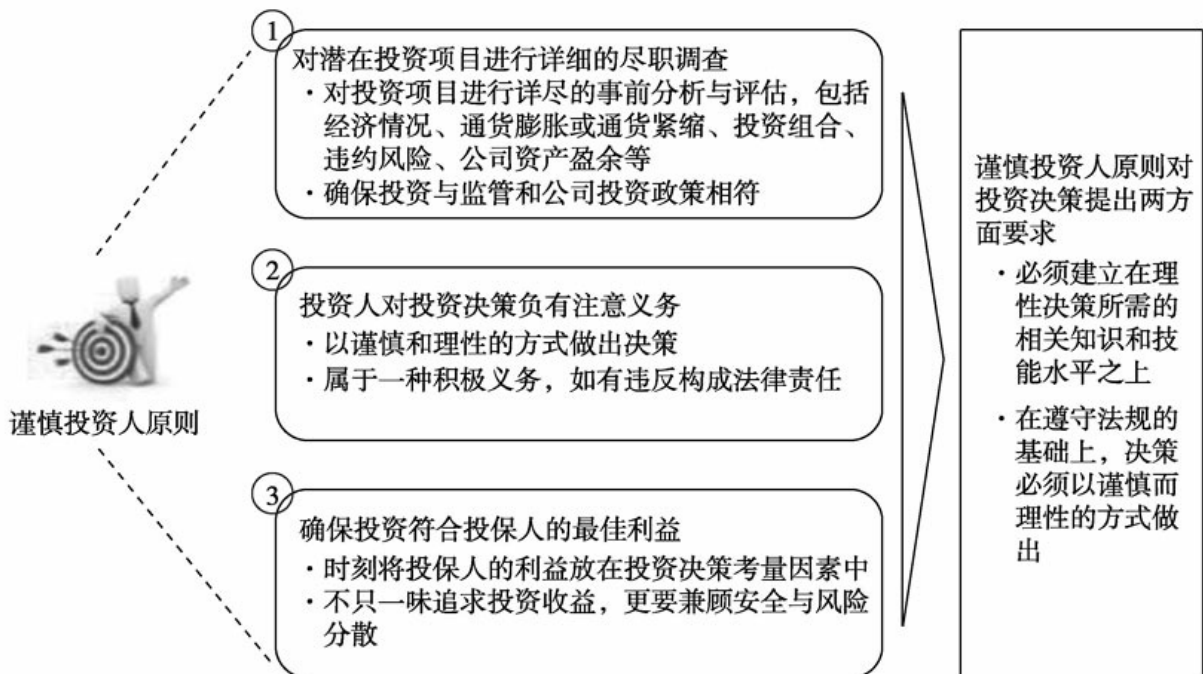 ①
对潜在投资项目进行详细的尽职调查
・对投资项目进行详尽的事前分析与评估，包括
经济情况、通货膨胀或通货紧缩、投资组合、
违约风险、公司资产盈余等
・确保投资与监管和公司投资政策相符
②
投资人对投资决策负有注意义务
・以谨慎和理性的方式做出决策
・属于一种积极义务，如有违反构成法律责任
③
确保投资符合投保人的最佳利益
・时刻将投保人的利益放在投资决策考量因素中
・不只一味追求投资收益，更要兼顾安全与风险
分散
谨慎投资人原则
谨慎投资人原则对
投资决策提出两方
面要求
・必须建立在理
性决策所需的
相关知识和技
能水平之上
・在遵守法规的
基础上，决策
必须以谨慎而
理性的方式做
出